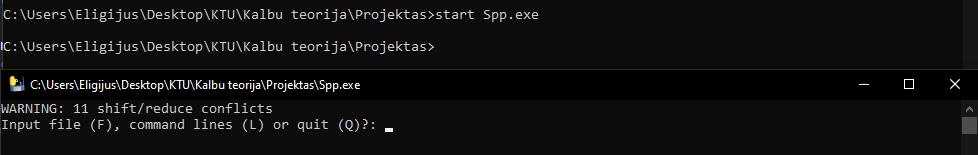 C:\Users\Eligijus\Desktop\KTU\Kalbu teorija\Projektas>start Spp.exe
C:\Users\Eligijus\Desktop\KTU\Kalbu teorija\Projektas>
C:\Users\Eligijus\Desktop\KTU\Kalbu teorija\Projektas\Spp.exe
WARNING: 11 shift/reduce conflicts
Input file (F), command lines (L) or quit (Q)?: